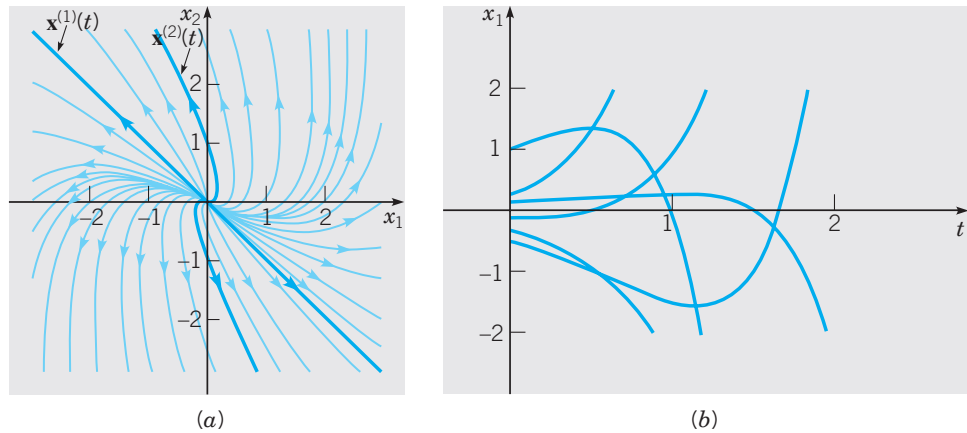 x₂
x⁽¹⁾(t)
x⁽²⁾(t)
2
1
−2 −1 1 2
x₁
−1
−2
(a)
x₁
2
1
1 2
t
−1
−2
(b)